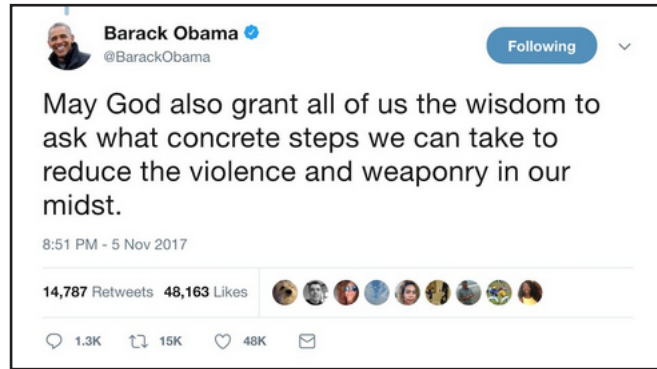 Barack Obama
@BarackObama
Following
May God also grant all of us the wisdom to
ask what concrete steps we can take to
reduce the violence and weaponry in our
midst.
8:51 PM - 5 Nov 2017
14,787 Retweets 48,163 Likes
1.3K 15K 48K